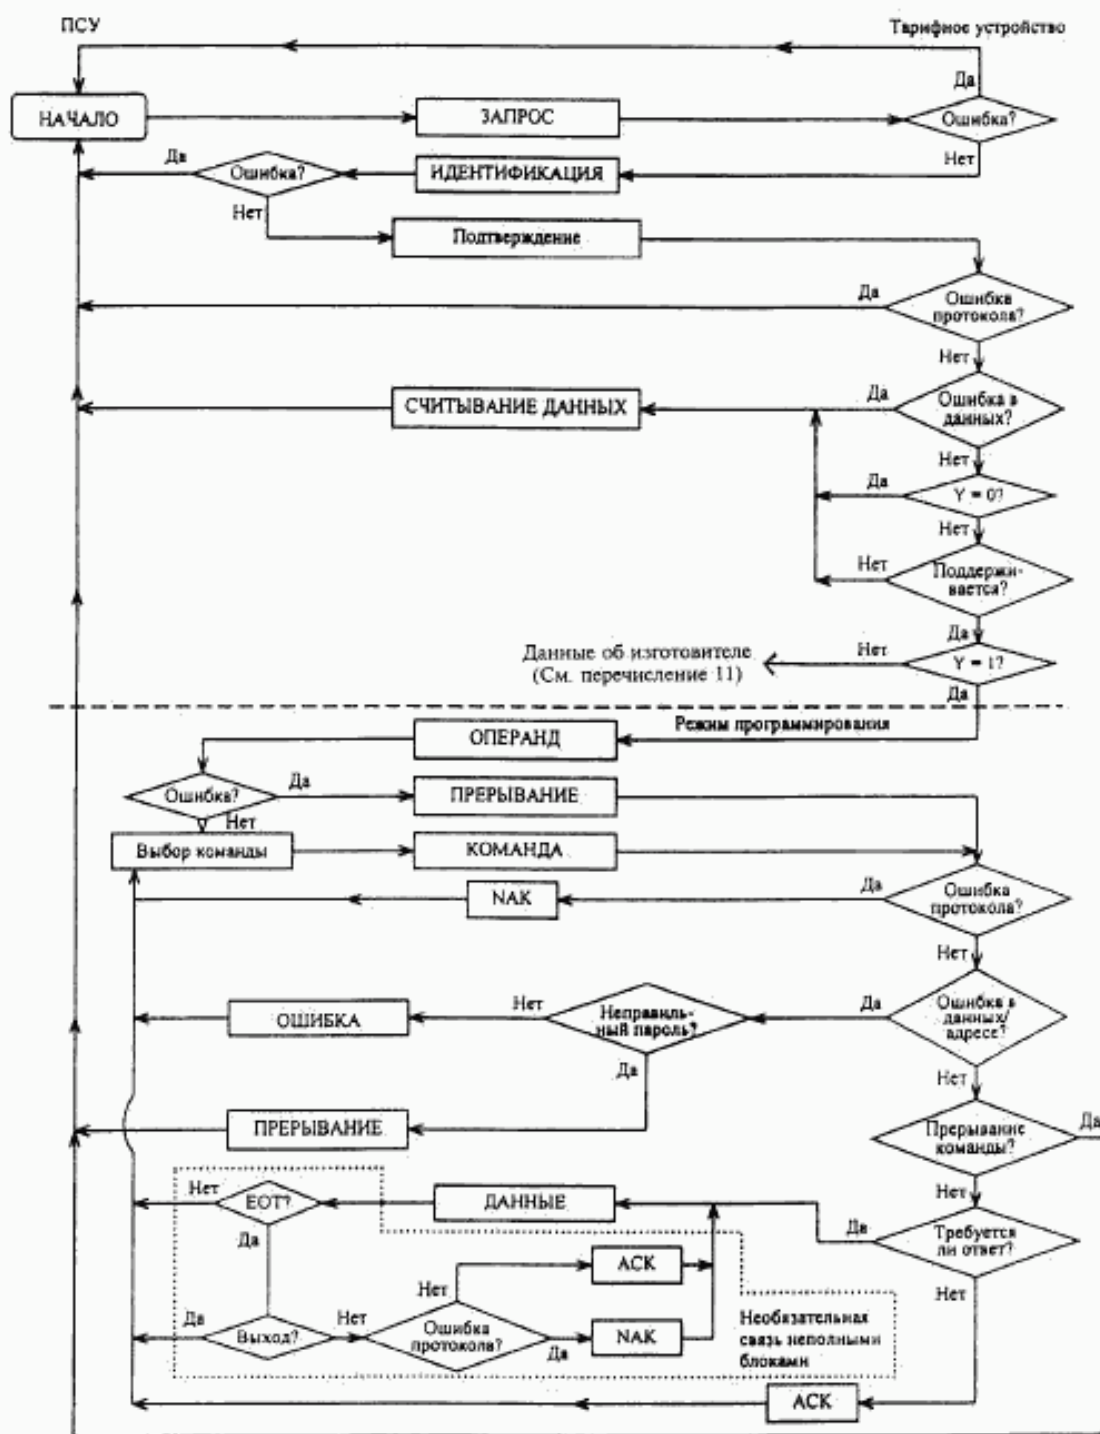 ПСУ
Тарифное устройство
Да
НАЧАЛО
ЗАПРОС
Ошибка?
Да
Ошибка?
ИДЕНТИФИКАЦИЯ
Нет
Нет
Подтверждение
Да
Ошибка
протокола?
Нет
СЧИТЫВАНИЕ ДАННЫХ
Да
Ошибка в
данных?
Нет
Да
Y = 0?
Нет
Нет
Поддержи-
вается?
Да
Данные об изготовителе
(См. перечисление 11)
Нет
Y = 1?
Да
Режим программирования
ОПЕРАНД
Ошибка?
Да
ПРЕРЫВАНИЕ
Нет
Выбор команды
КОМАНДА
NAK
Да
Ошибка
протокола?
Нет
ОШИБКА
Нет
Неправиль-
ный пароль?
Да
Ошибка в
данных/
адресе?
Да
Нет
ПРЕРЫВАНИЕ
Прерывание
команды?
Да
Нет
Нет
EOT?
ДАННЫЕ
Да
Да
Требуется
ли ответ?
Нет
ACK
Нет
Да
Выход?
Нет
Ошибка
протокола?
Да
NAK
Необязательная
связь неполными
блоками
ACK